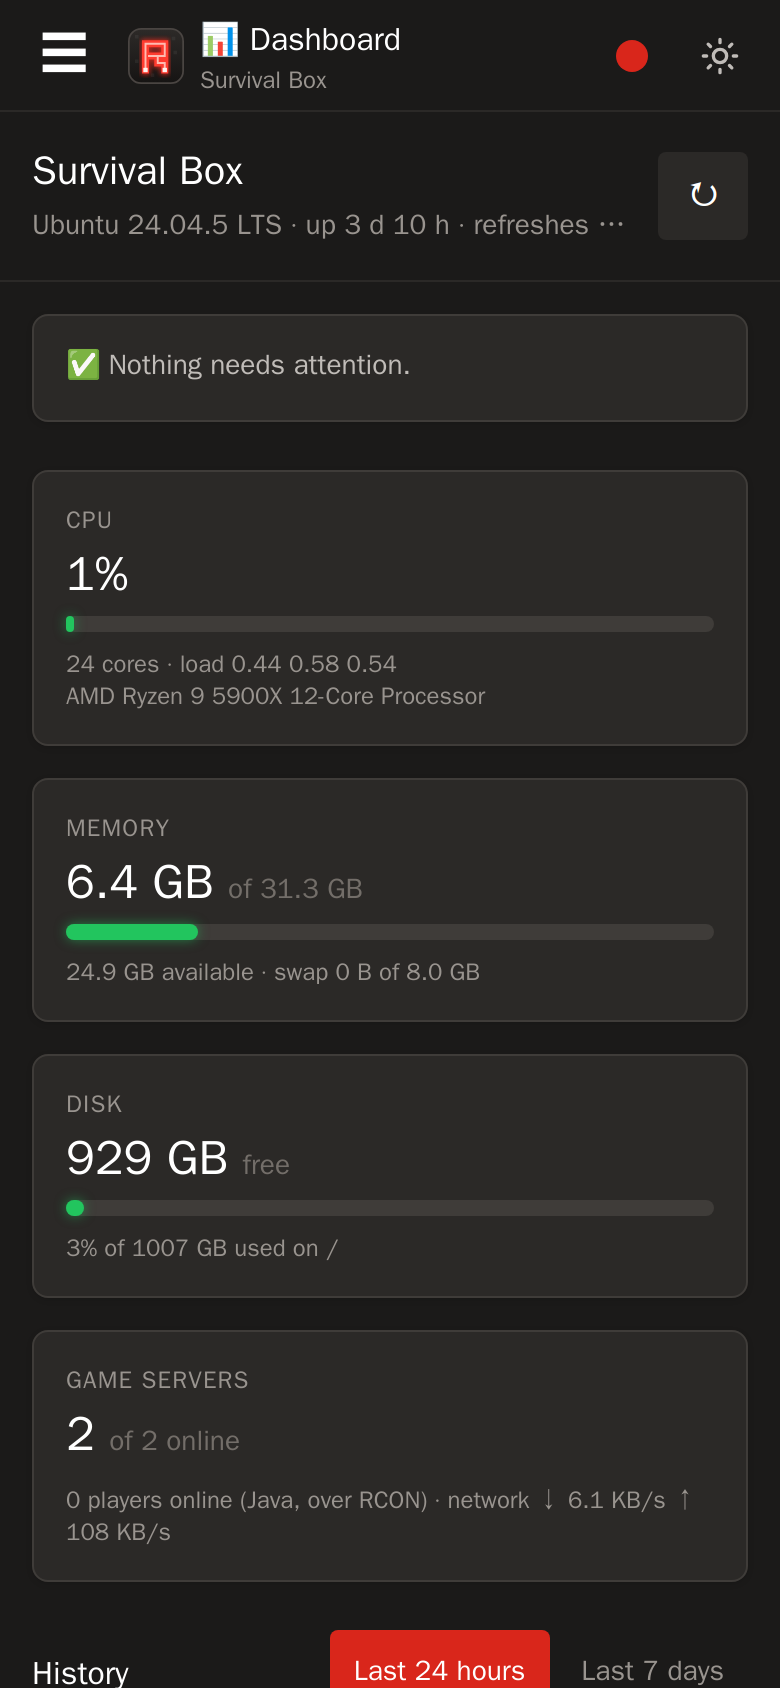 Dashboard
Survival Box
Survival Box
Ubuntu 24.04.5 LTS · up 3 d 10 h · refreshes ···
Nothing needs attention.
CPU
1%
24 cores · load 0.44 0.58 0.54
AMD Ryzen 9 5900X 12-Core Processor
MEMORY
6.4 GB of 31.3 GB
24.9 GB available · swap 0 B of 8.0 GB
DISK
929 GB free
3% of 1007 GB used on /
GAME SERVERS
2 of 2 online
0 players online (Java, over RCON) · network ↓ 6.1 KB/s ↑
108 KB/s
History
Last 24 hours
Last 7 days